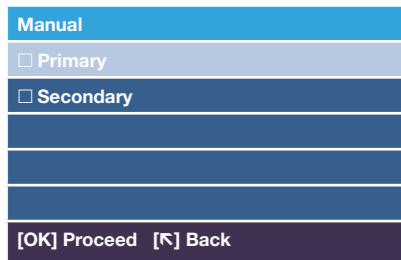 Manual
☐ Primary
☐ Secondary
[OK] Proceed [↸] Back